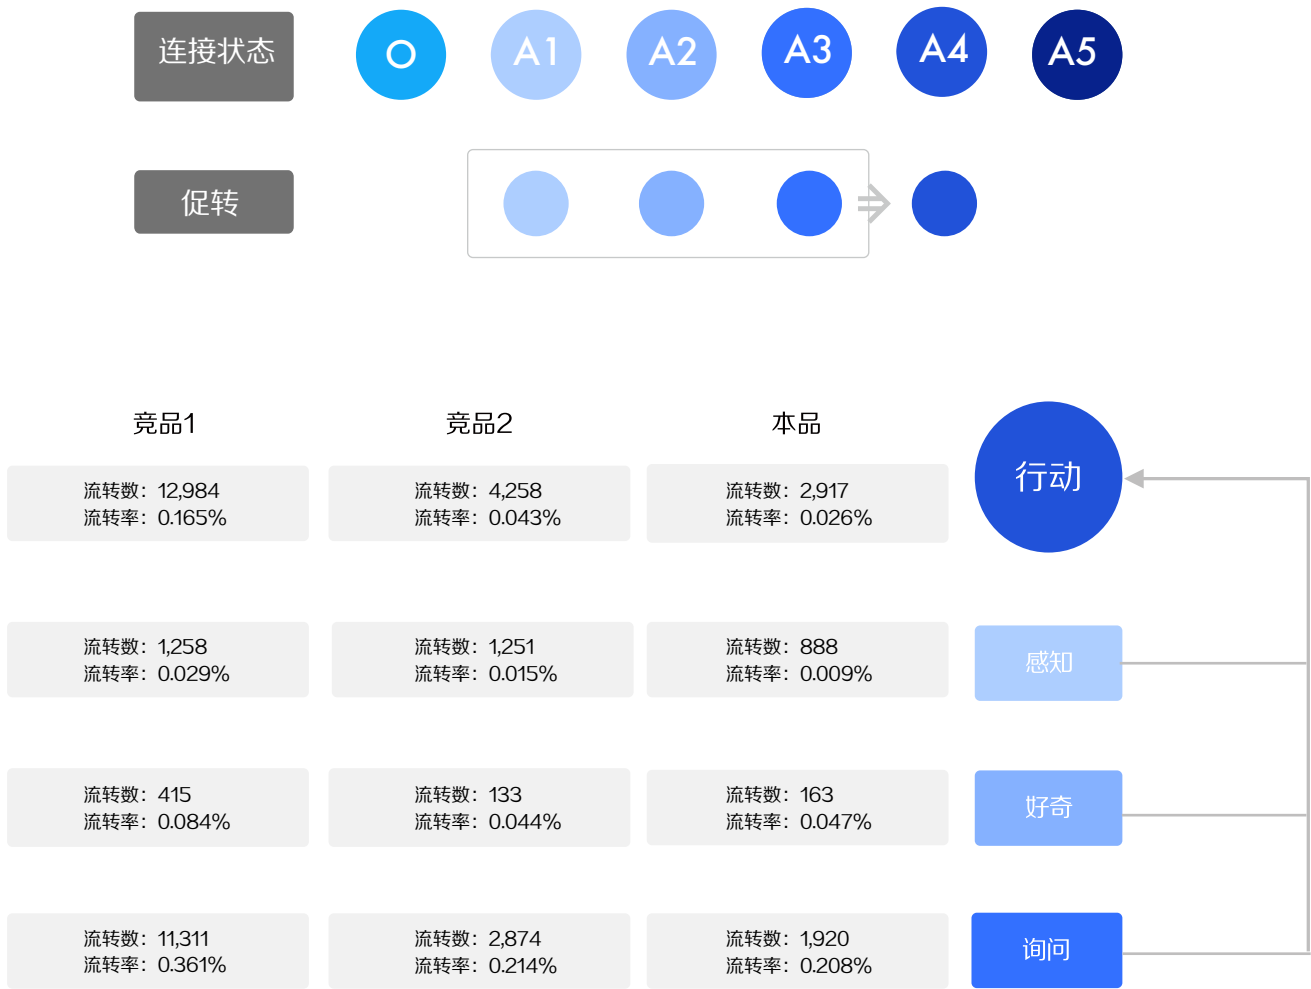 连接状态
O
A1
A2
A3
A4
A5
促转
竞品1
竞品2
本品
行动
流转数：12,984
流转率：0.165%
流转数：4,258
流转率：0.043%
流转数：2,917
流转率：0.026%
流转数：1,258
流转率：0.029%
流转数：1,251
流转率：0.015%
流转数：888
流转率：0.009%
感知
流转数：415
流转率：0.084%
流转数：133
流转率：0.044%
流转数：163
流转率：0.047%
好奇
流转数：11,311
流转率：0.361%
流转数：2,874
流转率：0.214%
流转数：1,920
流转率：0.208%
询问